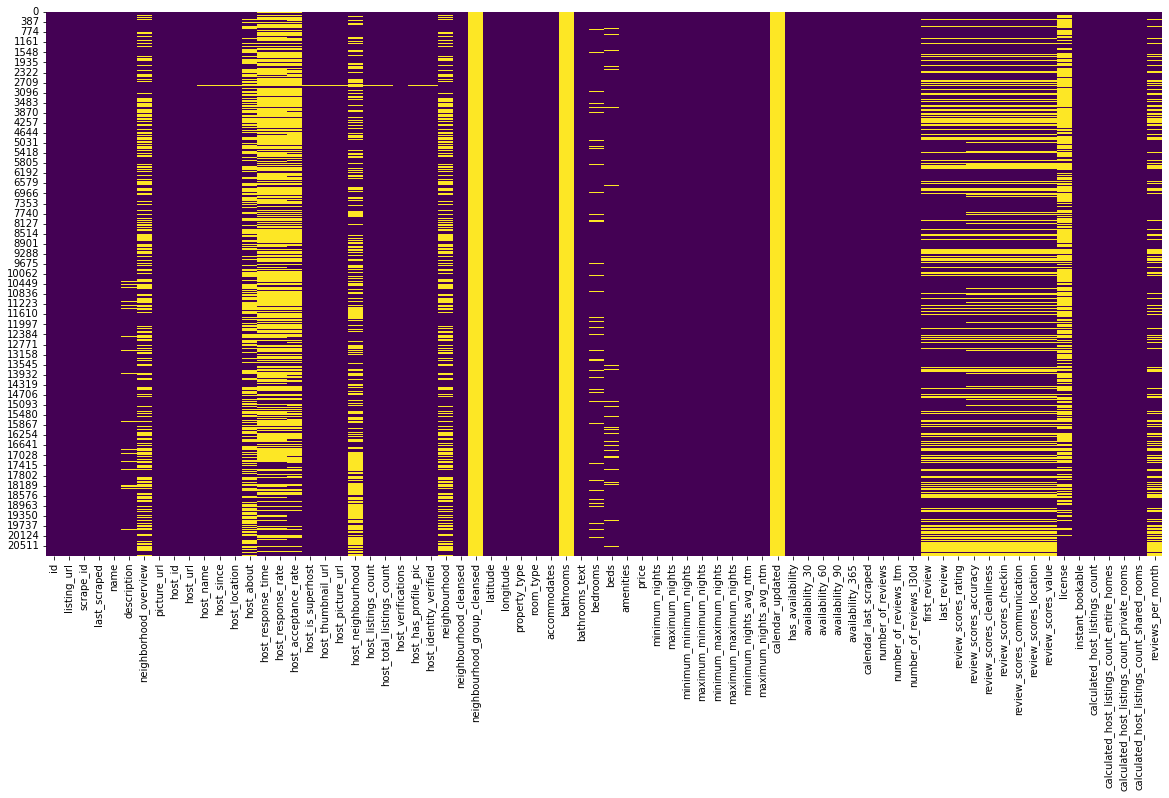 0
387
774
1161
1548
1935
2322
2709
3096
3483
3870
4257
4644
5031
5418
5805
6192
6579
6966
7353
7740
8127
8514
8901
9288
9675
10062
10449
10836
11223
11610
11997
12384
12771
13158
13545
13932
14319
14706
15093
15480
15867
16254
16641
17028
17415
17802
18189
18576
18963
19350
19737
20124
20511
id
listing_url
scrape_id
last_scraped
name
description
neighborhood_overview
picture_url
host_id
host_url
host_name
host_since
host_location
host_about
host_response_time
host_response_rate
host_acceptance_rate
host_is_superhost
host_thumbnail_url
host_picture_url
host_neighbourhood
host_listings_count
host_total_listings_count
host_verifications
host_has_profile_pic
host_identity_verified
neighbourhood
neighbourhood_cleansed
neighbourhood_group_cleansed
latitude
longitude
property_type
room_type
accommodates
bathrooms
bathrooms_text
bedrooms
beds
amenities
price
minimum_nights
maximum_nights
minimum_minimum_nights
maximum_minimum_nights
minimum_maximum_nights
maximum_maximum_nights
minimum_nights_avg_ntm
maximum_nights_avg_ntm
calendar_updated
has_availability
availability_30
availability_60
availability_90
availability_365
calendar_last_scraped
number_of_reviews
number_of_reviews_ltm
number_of_reviews_l30d
first_review
last_review
review_scores_rating
review_scores_accuracy
review_scores_cleanliness
review_scores_checkin
review_scores_communication
review_scores_location
review_scores_value
license
instant_bookable
calculated_host_listings_count
calculated_host_listings_count_entire_homes
calculated_host_listings_count_private_rooms
calculated_host_listings_count_shared_rooms
reviews_per_month